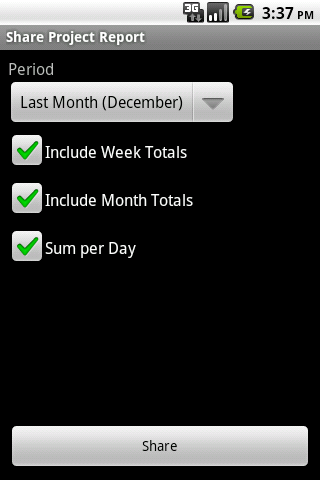 3G 3:37 PM
Share Project Report
Period
Last Month (December)
Include Week Totals
Include Month Totals
Sum per Day
Share